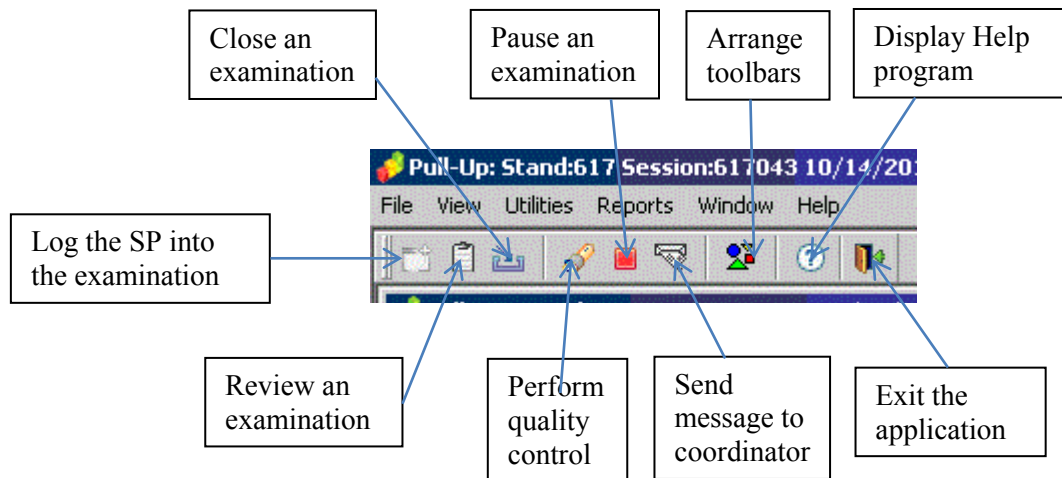 Close an
examination
Pause an
examination
Arrange
toolbars
Display Help
program
Pull-Up: Stand:617 Session:617043 10/14/201
File View Utilities Reports Window Help
Log the SP into
the examination
Review an
examination
Perform
quality
control
Send
message to
coordinator
Exit the
application